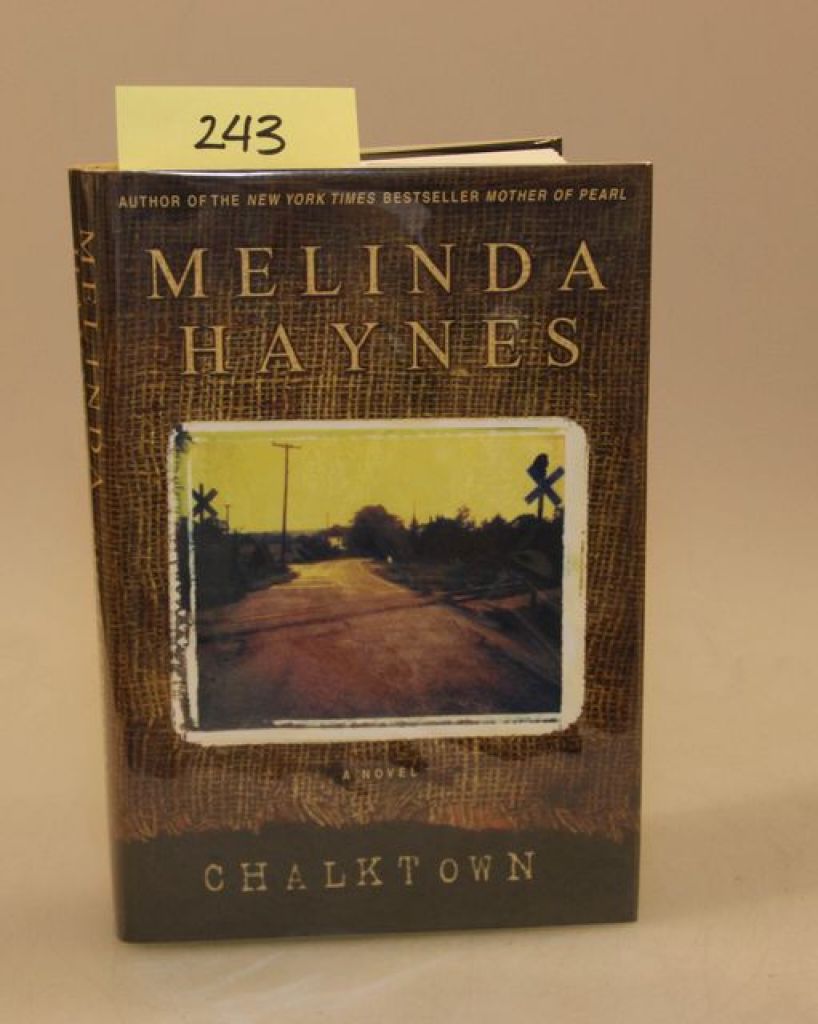 243
AUTHOR OF THE NEW YORK TIMES BESTSELLER MOTHER OF PEARL
MELINDA
HAYNES
A NOVEL
CHALKTOWN
MELINDA